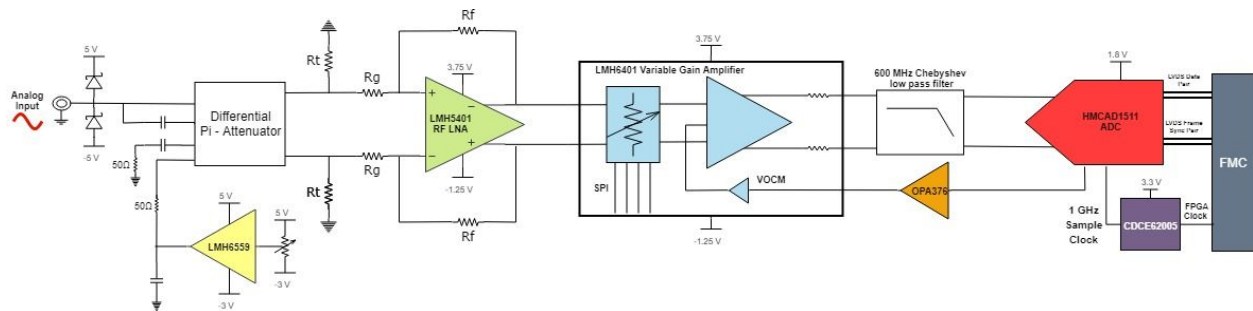 5 V
Analog
Input
-5 V
50Ω
50Ω
Differential
Pi - Attenuator
5 V
LMH6559
-3 V
5 V
-3 V
Rt
Rt
Rg
Rg
Rf
3.75 V
LMH5401
RF LNA
-1.25 V
Rf
3.75 V
LMH6401 Variable Gain Amplifier
SPI
VOCM
-1.25 V
600 MHz Chebyshev
low pass filter
OPA376
1.8 V
HMCAD1511
ADC
LVDS Data
Pair
LVDS Frame
Sync Pair
FMC
1 GHz
Sample
Clock
3.3 V
CDCE62005
FPGA
Clock